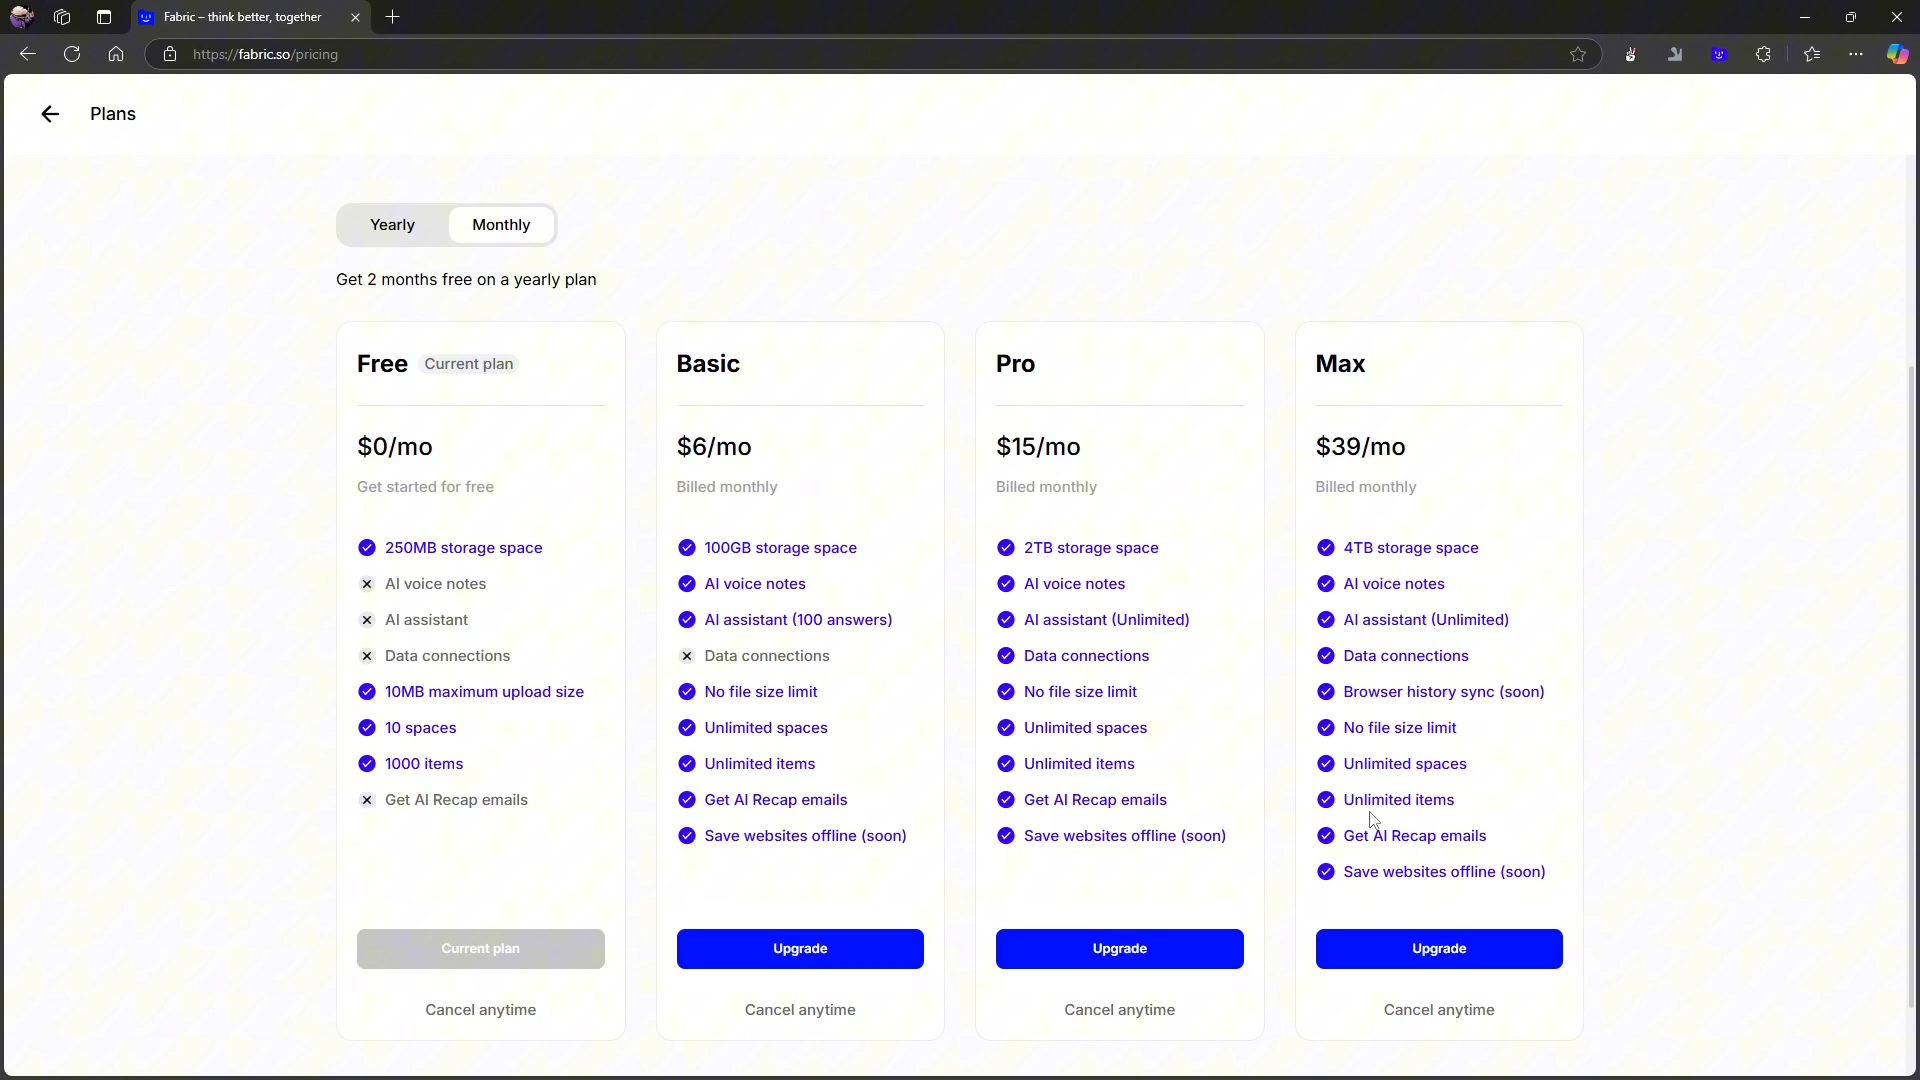 Fabric – think better, together
https://fabric.so/pricing
Plans
Yearly
Monthly
Get 2 months free on a yearly plan
Free
Current plan
$0/mo
Get started for free
250MB storage space
AI voice notes
AI assistant
Data connections
10MB maximum upload size
10 spaces
1000 items
Get AI Recap emails
Current plan
Cancel anytime
Basic
$6/mo
Billed monthly
100GB storage space
AI voice notes
AI assistant (100 answers)
Data connections
No file size limit
Unlimited spaces
Unlimited items
Get AI Recap emails
Save websites offline (soon)
Upgrade
Cancel anytime
Pro
$15/mo
Billed monthly
2TB storage space
AI voice notes
AI assistant (Unlimited)
Data connections
No file size limit
Unlimited spaces
Unlimited items
Get AI Recap emails
Save websites offline (soon)
Upgrade
Cancel anytime
Max
$39/mo
Billed monthly
4TB storage space
AI voice notes
AI assistant (Unlimited)
Data connections
Browser history sync (soon)
No file size limit
Unlimited spaces
Unlimited items
Get AI Recap emails
Save websites offline (soon)
Upgrade
Cancel anytime